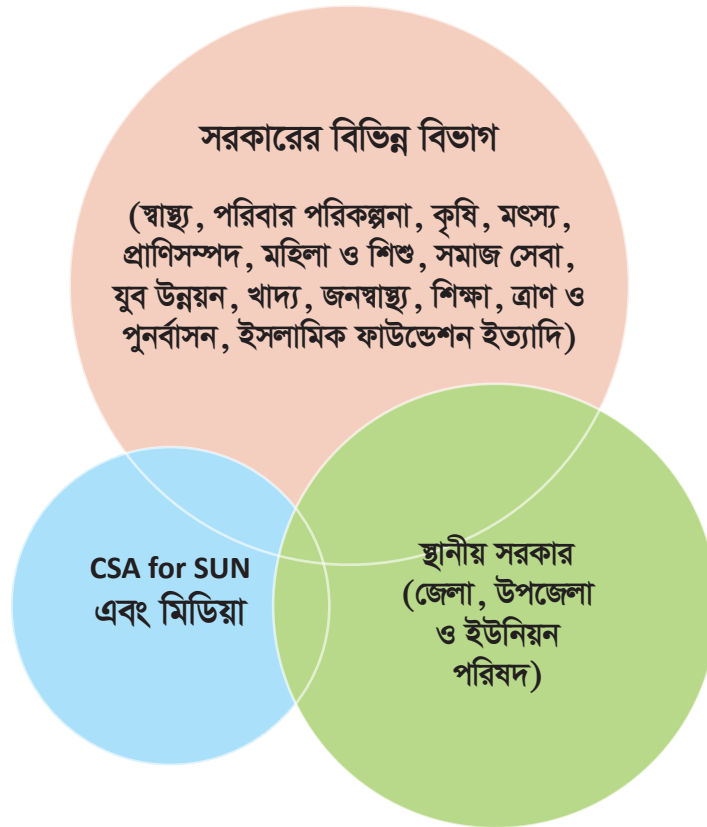 সরকারের বিভিন্ন বিভাগ
(স্বাস্থ্য, পরিবার পরিকল্পনা, কৃষি, মৎস্য,
প্রাণিসম্পদ, মহিলা ও শিশু, সমাজ সেবা,
যুব উন্নয়ন, খাদ্য, জনস্বাস্থ্য, শিক্ষা, ত্রাণ ও
পুনর্বাসন, ইসলামিক ফাউন্ডেশন ইত্যাদি)
CSA for SUN
এবং মিডিয়া
স্থানীয় সরকার
(জেলা, উপজেলা
ও ইউনিয়ন
পরিষদ)